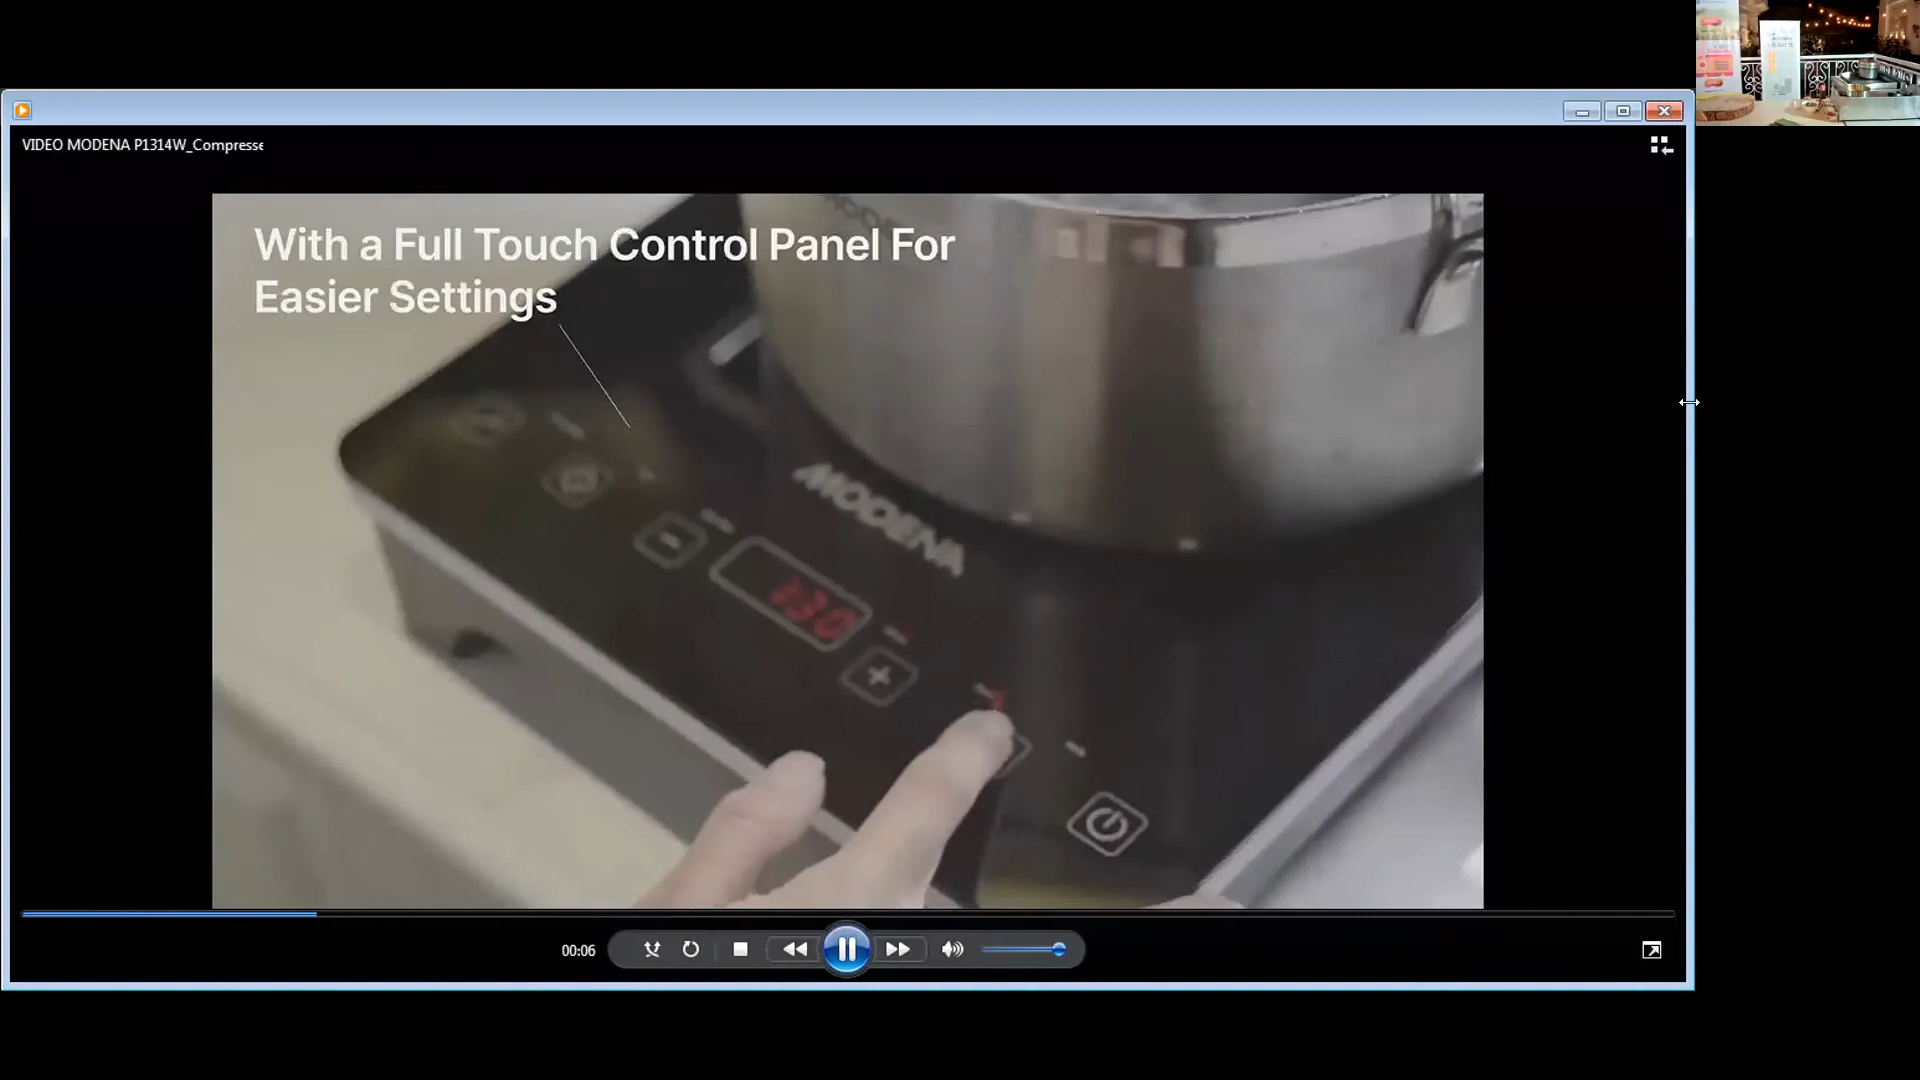 VIDEO MODENA P1314W_Compresse
With a Full Touch Control Panel For
Easier Settings
MODENA
130
00:06